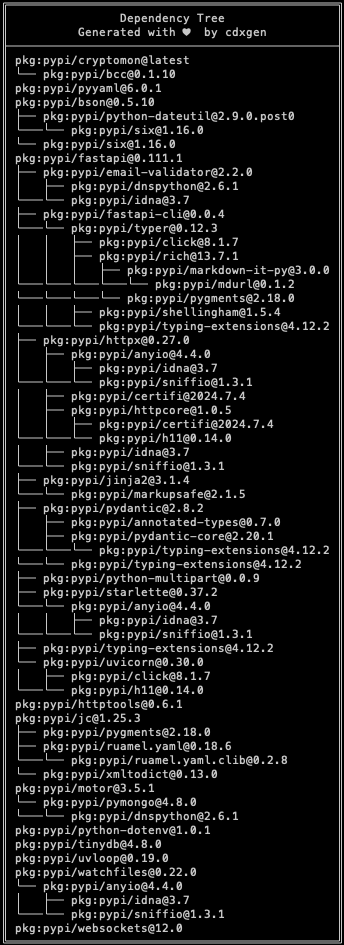 Dependency Tree
Generated with ♥ by cdxgen
pkg:pypi/cryptomon@latest
└── pkg:pypi/bcc@0.1.10
pkg:pypi/pyyaml@6.0.1
pkg:pypi/bson@0.5.10
├── pkg:pypi/python-dateutil@2.9.0.post0
└───└── pkg:pypi/six@1.16.0
└── pkg:pypi/six@1.16.0
pkg:pypi/fastapi@0.111.1
├── pkg:pypi/email-validator@2.2.0
│   ├── pkg:pypi/dnspython@2.6.1
└───└── pkg:pypi/idna@3.7
├── pkg:pypi/fastapi-cli@0.0.4
└───└── pkg:pypi/typer@0.12.3
│   │   ├── pkg:pypi/click@8.1.7
│   │   ├── pkg:pypi/rich@13.7.1
│   │   │   ├── pkg:pypi/markdown-it-py@3.0.0
└───└───└───└───└── pkg:pypi/mdurl@0.1.2
└───└───└───└── pkg:pypi/pygments@2.18.0
│   │   ├── pkg:pypi/shellingham@1.5.4
└───└───└── pkg:pypi/typing-extensions@4.12.2
├── pkg:pypi/httpx@0.27.0
│   ├── pkg:pypi/anyio@4.4.0
│   │   ├── pkg:pypi/idna@3.7
└───└───└── pkg:pypi/sniffio@1.3.1
│   ├── pkg:pypi/certifi@2024.7.4
│   ├── pkg:pypi/httpcore@1.0.5
│   │   ├── pkg:pypi/certifi@2024.7.4
└───└───└── pkg:pypi/h11@0.14.0
│   ├── pkg:pypi/idna@3.7
└───└── pkg:pypi/sniffio@1.3.1
├── pkg:pypi/jinja2@3.1.4
└───└── pkg:pypi/markupsafe@2.1.5
├── pkg:pypi/pydantic@2.8.2
│   ├── pkg:pypi/annotated-types@0.7.0
│   ├── pkg:pypi/pydantic-core@2.20.1
└───└───└── pkg:pypi/typing-extensions@4.12.2
└───└── pkg:pypi/typing-extensions@4.12.2
├── pkg:pypi/python-multipart@0.0.9
├── pkg:pypi/starlette@0.37.2
└───└── pkg:pypi/anyio@4.4.0
│   │   ├── pkg:pypi/idna@3.7
└───└───└── pkg:pypi/sniffio@1.3.1
├── pkg:pypi/typing-extensions@4.12.2
└── pkg:pypi/uvicorn@0.30.0
│   ├── pkg:pypi/click@8.1.7
└───└── pkg:pypi/h11@0.14.0
pkg:pypi/httptools@0.6.1
pkg:pypi/jc@1.25.3
├── pkg:pypi/pygments@2.18.0
├── pkg:pypi/ruamel.yaml@0.18.6
└───└── pkg:pypi/ruamel.yaml.clib@0.2.8
└── pkg:pypi/xmltodict@0.13.0
pkg:pypi/motor@3.5.1
└── pkg:pypi/pymongo@4.8.0
└───└── pkg:pypi/dnspython@2.6.1
pkg:pypi/python-dotenv@1.0.1
pkg:pypi/tinydb@4.8.0
pkg:pypi/uvloop@0.19.0
pkg:pypi/watchfiles@0.22.0
└── pkg:pypi/anyio@4.4.0
│   ├── pkg:pypi/idna@3.7
└───└── pkg:pypi/sniffio@1.3.1
pkg:pypi/websockets@12.0